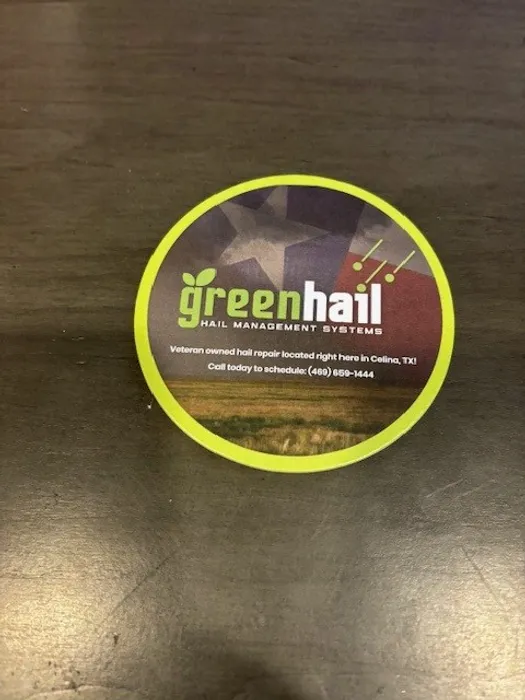 greenhail
HAIL MANAGEMENT SYSTEMS
Veteran owned hail repair located right here in Celina, TX!
Call today to schedule: (469) 659-1444